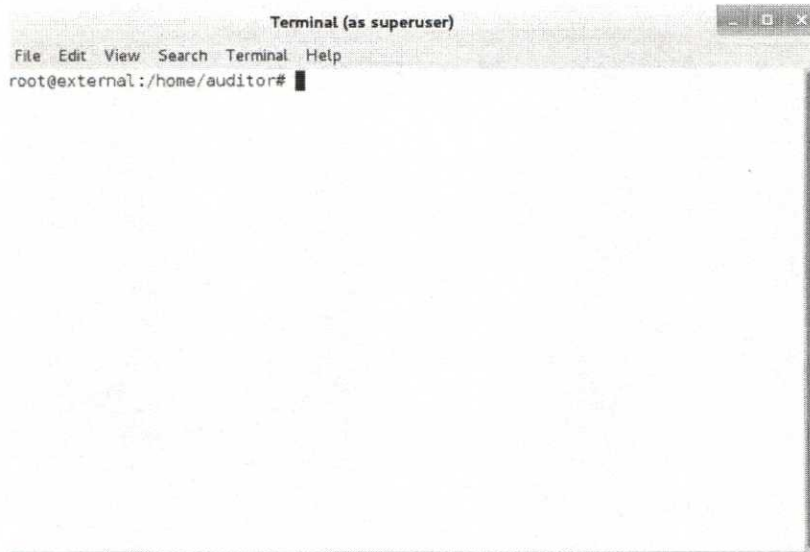 Terminal (as superuser)
File Edit View Search Terminal Help
root@external:/home/auditor#